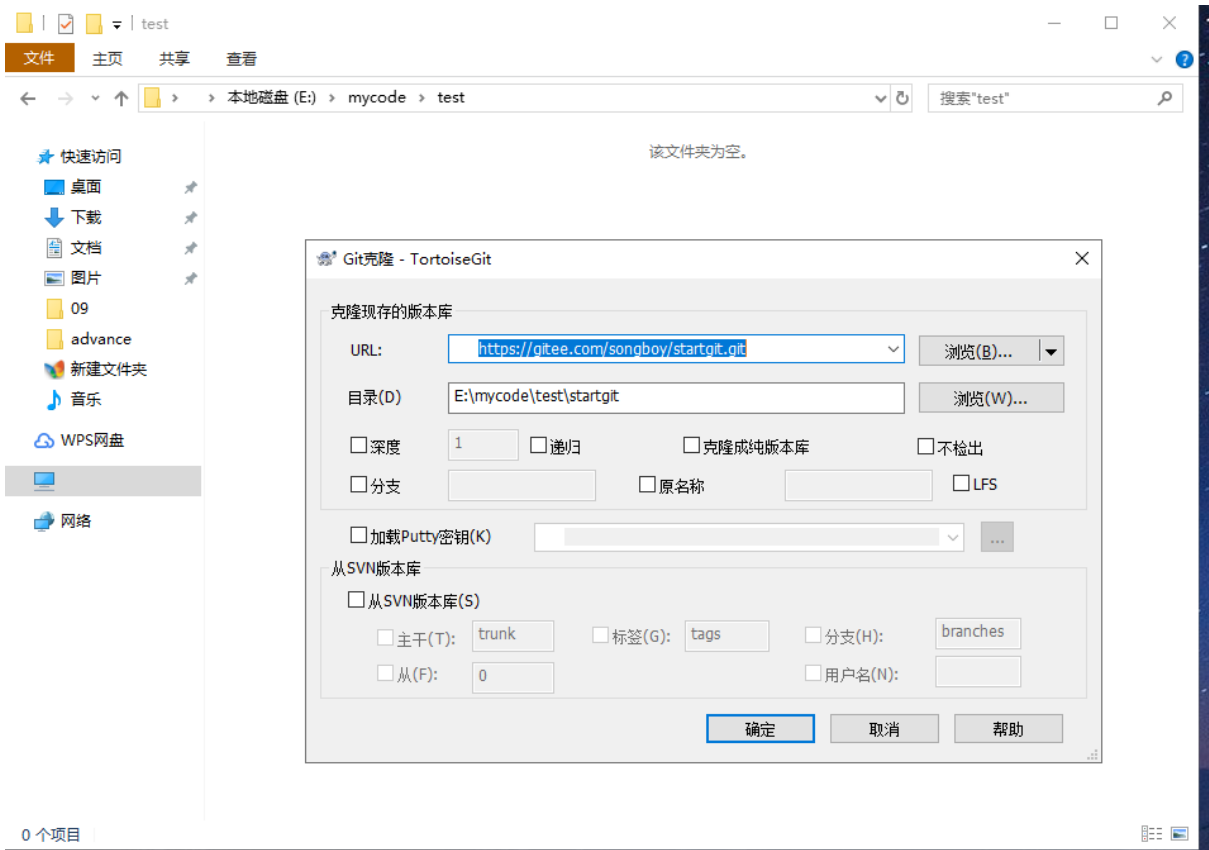 test
文件 主页 共享 查看
本地磁盘 (E:) › mycode › test
搜索"test"
该文件夹为空。
快速访问
桌面
下载
文档
图片
09
advance
新建文件夹
音乐
WPS网盘
网络
Git克隆 - TortoiseGit
克隆现存的版本库
URL: https://gitee.com/songboy/startgit.git 浏览(B)...
目录(D) E:\mycode\test\startgit 浏览(W)...
深度 1 递归 克隆成纯版本库 不检出
分支 原名称 LFS
加载Putty密钥(K) ...
从SVN版本库
从SVN版本库(S)
主干(T): trunk 标签(G): tags 分支(H): branches
从(F): 0 用户名(N):
确定 取消 帮助
0 个项目